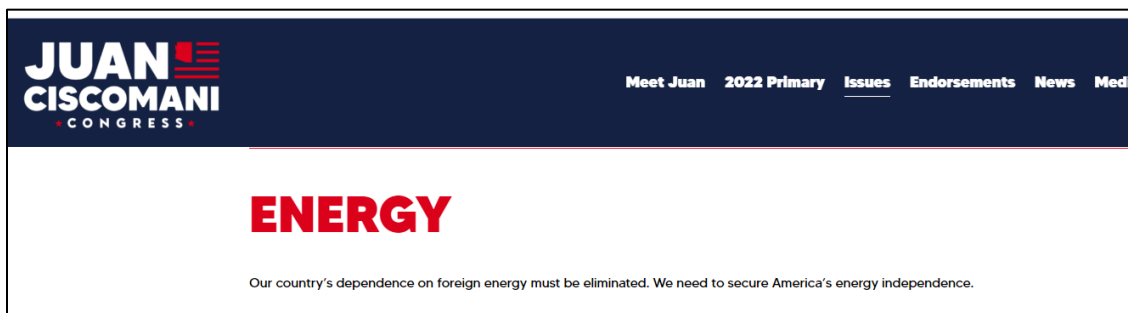 JUAN
CISCOMANI
CONGRESS
Meet Juan 2022 Primary Issues Endorsements News Medi
ENERGY
Our country's dependence on foreign energy must be eliminated. We need to secure America's energy independence.